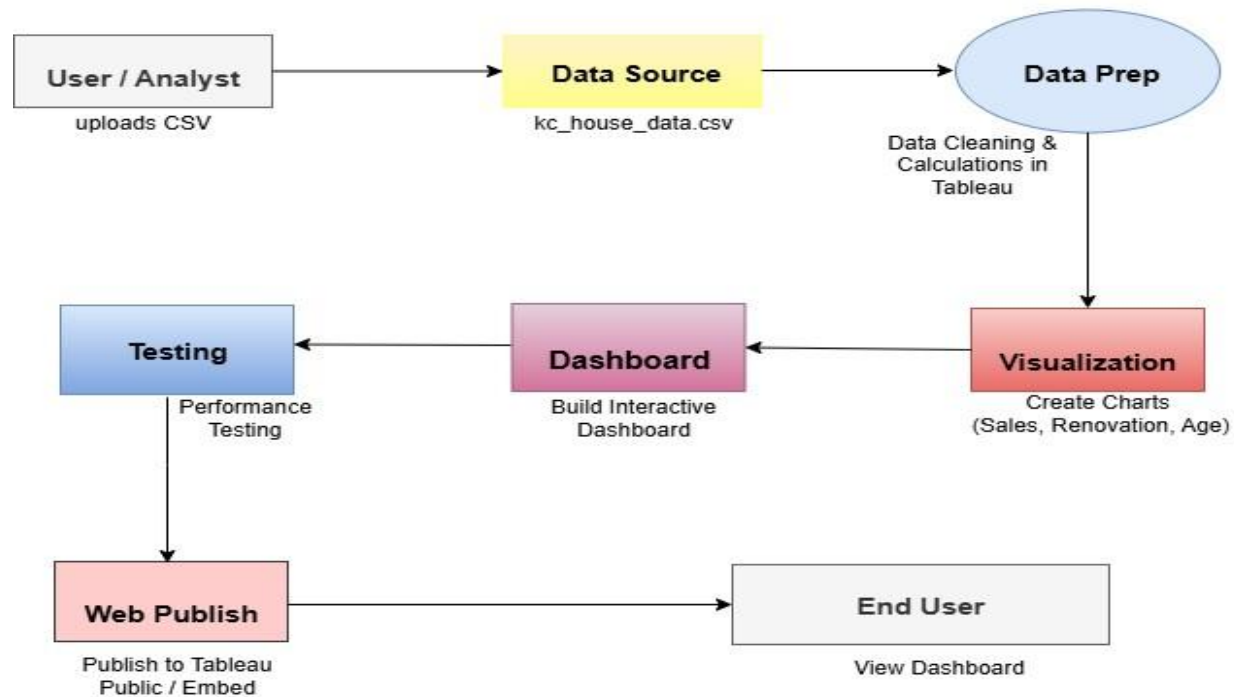 User / Analyst
uploads CSV
Data Source
kc_house_data.csv
Data Prep
Data Cleaning &
Calculations in
Tableau
Visualization
Create Charts
(Sales, Renovation, Age)
Dashboard
Build Interactive
Dashboard
Testing
Performance
Testing
Web Publish
Publish to Tableau
Public / Embed
End User
View Dashboard